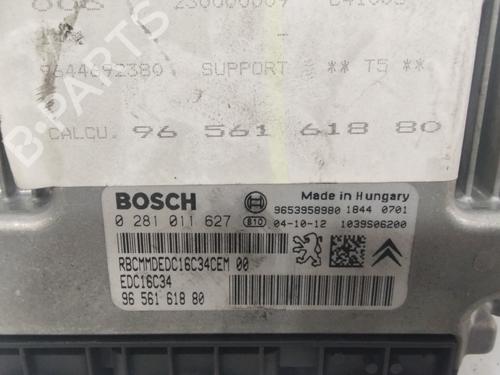 9644692380 SUPPORT ** T5 **
CALCU. 96 561 618 80
BOSCH
Made in Hungary
0 281 011 627
810
9653958980 1844 0701
04-10-12 1039S06200
RBCMMDEDC16C34CEM 00
EDC16C34
96 561 618 80